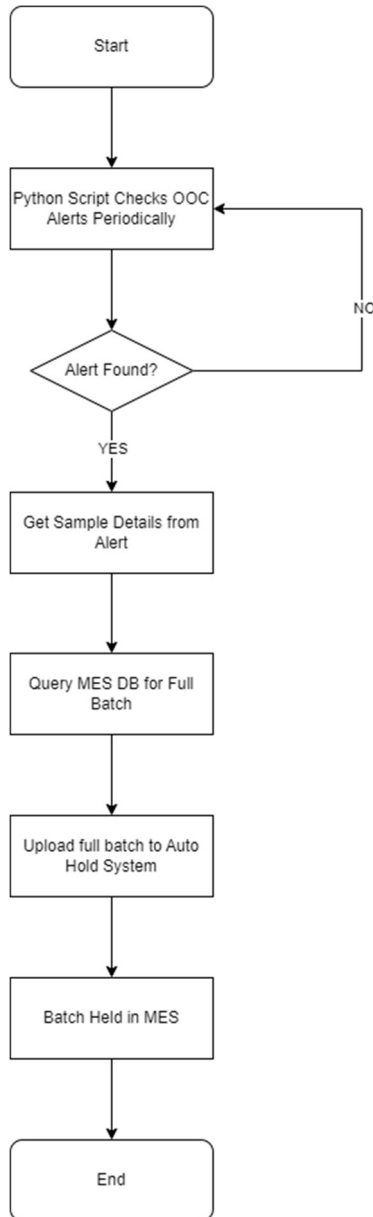 Start
Python Script Checks OOC
Alerts Periodically
NO
Alert Found?
YES
Get Sample Details from
Alert
Query MES DB for Full
Batch
Upload full batch to Auto
Hold System
Batch Held in MES
End